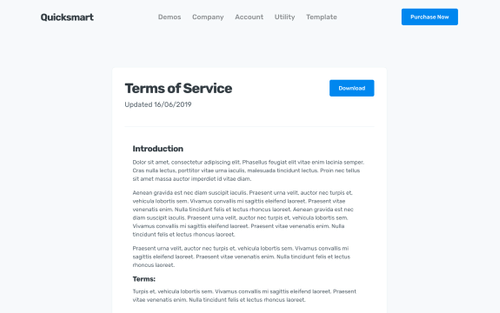 Quicksmart Demos Company Account Utility Template Purchase Now
Terms of Service Download
Updated 16/06/2019
Introduction
Dolor sit amet, consectetur adipiscing elit. Phasellus feugiat elit vitae enim lacinia semper.
Cras nulla lectus, porttitor vitae urna iaculis, malesuada tincidunt lectus. Proin nec tellus
sit amet massa auctor imperdiet id vitae diam.
Aenean gravida est nec diam suscipit iaculis. Praesent urna velit, auctor nec turpis et,
vehicula lobortis sem. Vivamus convallis mi sagittis eleifend laoreet. Praesent vitae
venenatis enim. Nulla tincidunt felis et lectus rhoncus laoreet. Aenean gravida est nec
diam suscipit iaculis. Praesent urna velit, auctor nec turpis et, vehicula lobortis sem.
Vivamus convallis mi sagittis eleifend laoreet. Praesent vitae venenatis enim. Nulla
tincidunt felis et lectus rhoncus laoreet.
Praesent urna velit, auctor nec turpis et, vehicula lobortis sem. Vivamus convallis mi
sagittis eleifend laoreet. Praesent vitae venenatis enim. Nulla tincidunt felis et lectus
rhoncus laoreet.
Terms:
Turpis et, vehicula lobortis sem. Vivamus convallis mi sagittis eleifend laoreet. Praesent
vitae venenatis enim. Nulla tincidunt felis et lectus rhoncus laoreet.